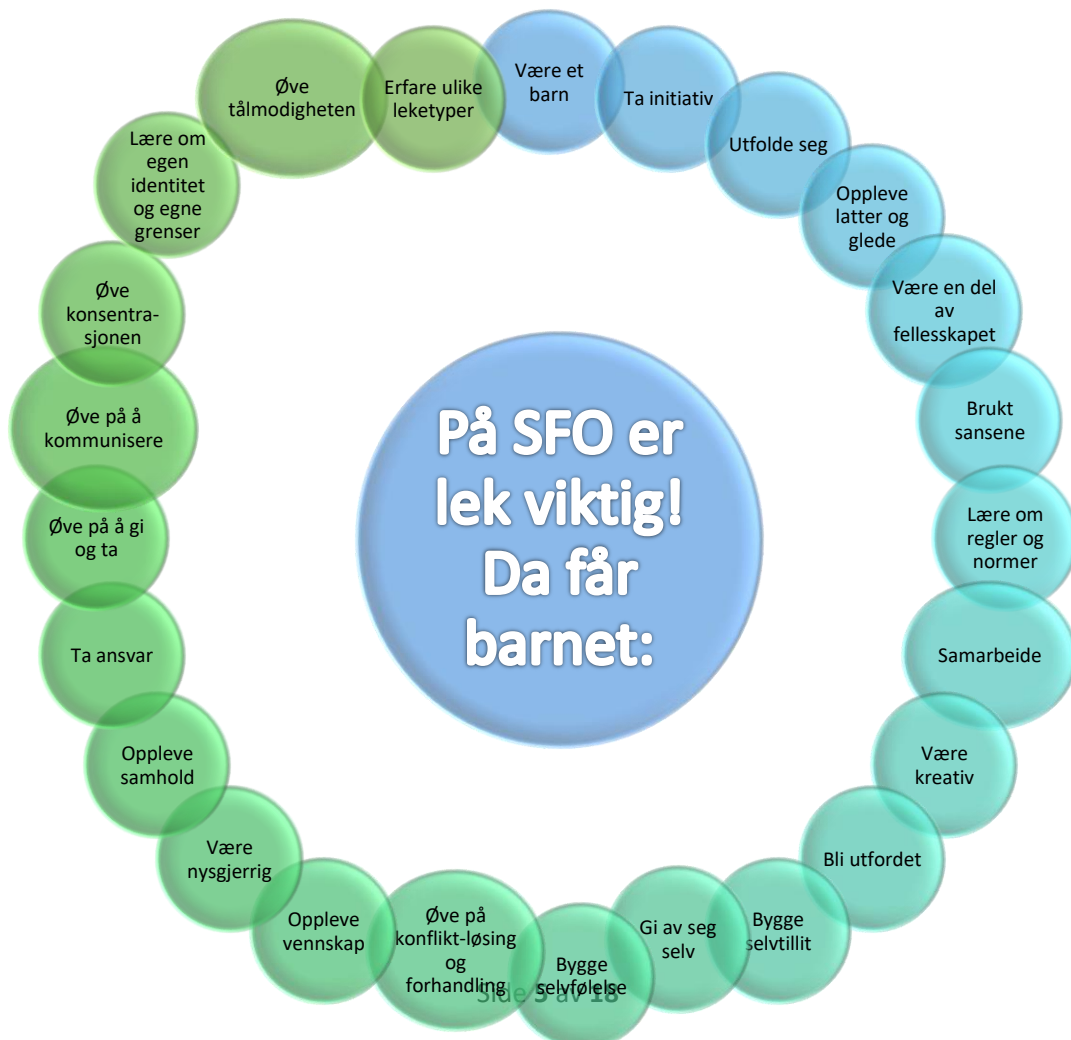 På SFO er
lek viktig!
Da får
barnet:
Være et
barn
Ta initiativ
Utfolde seg
Oppleve
latter og
glede
Være en del
av
fellesskapet
Brukt
sansene
Lære om
regler og
normer
Samarbeide
Være
kreativ
Bli utfordet
Bygge
selvtillit
Gi av seg
selv
Bygge
selvfølelse
Øve på
konflikt-løsing
og
forhandling
Oppleve
vennskap
Være
nysgjerrig
Oppleve
samhold
Ta ansvar
Øve på å gi
og ta
Øve på å
kommunisere
Øve
konsentra-
sjonen
Lære om
egen
identitet
og egne
grenser
Øve
tålmodigheten
Erfare ulike
leketyper
Side 5 av 18